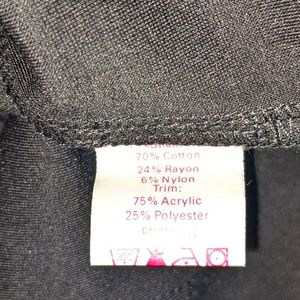 70% Cotton
24% Rayon
6% Nylon
Trim:
75% Acrylic
25% Polyester